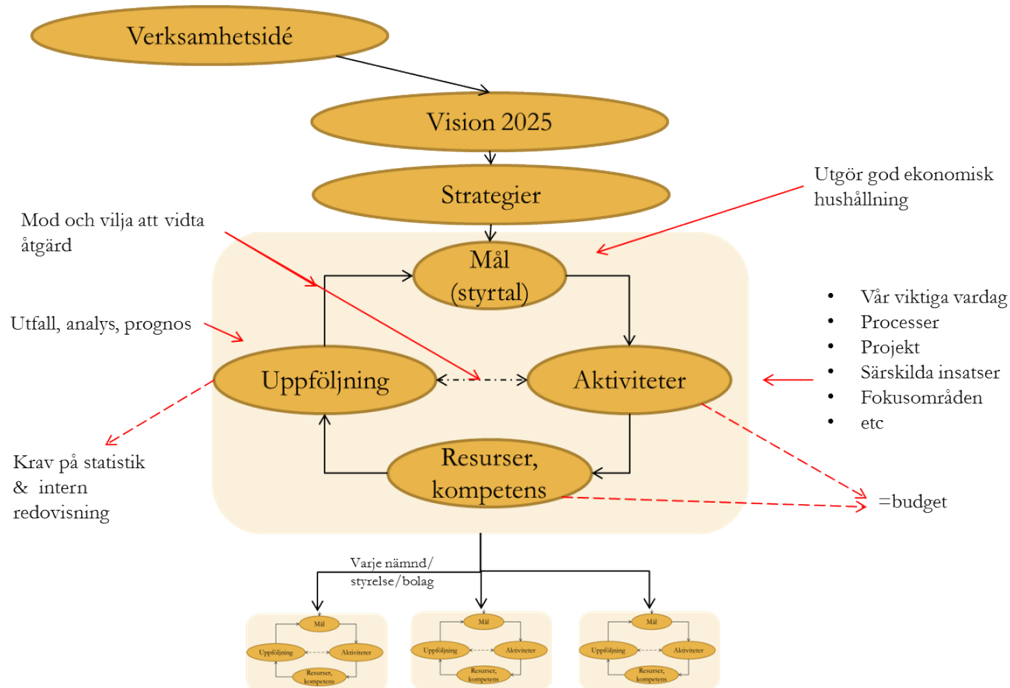 Verksamhetsidé
Vision 2025
Strategier
Utgör god ekonomisk
hushållning
Mod och vilja att vidta
åtgärd
Mål
(styrtal)
Utfall, analys, prognos
Uppföljning
Aktiviteter
• Vår viktiga vardag
• Processer
• Projekt
• Särskilda insatser
• Fokusområden
• etc
Resurser,
kompetens
Krav på statistik
& intern
redovisning
=budget
Varje nämnd/
styrelse/bolag
Mål
Uppföljning
Aktiviteter
Resurser,
kompetens
Mål
Uppföljning
Aktiviteter
Resurser,
kompetens
Mål
Uppföljning
Aktiviteter
Resurser,
kompetens